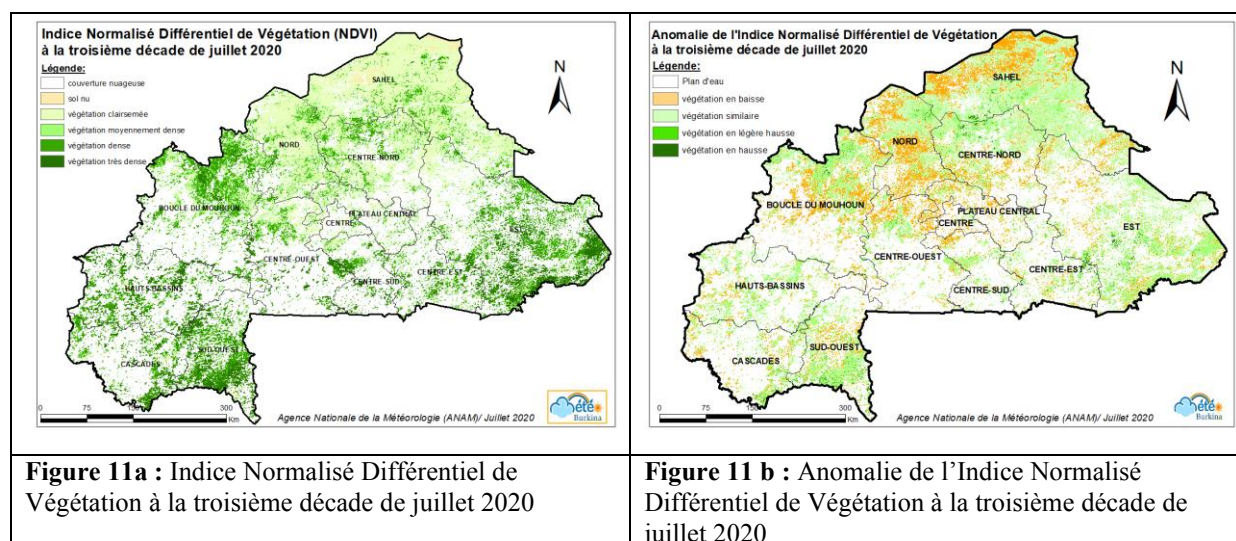 Indice Normalisé Différentiel de Végétation (NDVI)
à la troisième décade de juillet 2020
Légende:
couverture nuageuse
sol nu
végétation clairsemée
végétation moyennement dense
végétation dense
végétation très dense
N
SAHEL
NORD
CENTRE-NORD
BOUCLE DU MOUHOUN
PLATEAU CENTRAL
CENTRE
EST
CENTRE-OUEST
CENTRE-EST
CENTRE-SUD
HAUTS-BASSINS
SUD-OUEST
CASCADES
0 75 150 300
Km
Agence Nationale de la Météorologie (ANAM)/ Juillet 2020
été
Burkina
Anomalie de l'Indice Normalisé Différentiel de Végétation
à la troisième décade de juillet 2020
Légende:
Plan d'eau
végétation en baisse
végétation similaire
végétation en légère hausse
végétation en hausse
N
SAHEL
NORD
CENTRE-NORD
BOUCLE DU MOUHOUN
PLATEAU CENTRAL
CENTRE
EST
CENTRE-OUEST
CENTRE-EST
CENTRE-SUD
HAUTS-BASSINS
SUD-OUEST
CASCADES
0 75 150 300
Km
Agence Nationale de la Météorologie (ANAM)/ Juillet 2020
été
Burkina
Figure 11a : Indice Normalisé Différentiel de
Végétation à la troisième décade de juillet 2020
Figure 11 b : Anomalie de l’Indice Normalisé
Différentiel de Végétation à la troisième décade de
juillet 2020